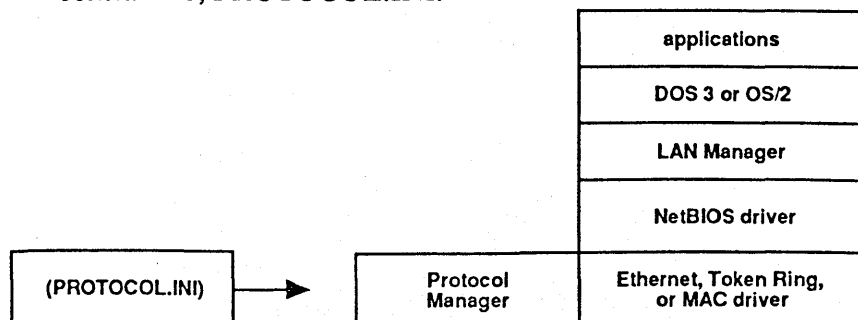 applications
DOS 3 or OS/2
LAN Manager
NetBIOS driver
(PROTOCOL.INI)
Protocol
Manager
Ethernet, Token Ring,
or MAC driver